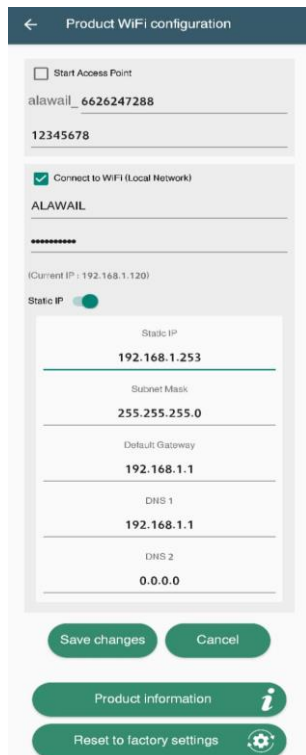 Product WiFi configuration
Start Access Point
alawail_ 6626247288
12345678
Connect to WiFi (Local Network)
ALAWAIL
••••••••••
(Current IP : 192.168.1.120)
Static IP
Static IP
192.168.1.253
Subnet Mask
255.255.255.0
Default Gateway
192.168.1.1
DNS 1
192.168.1.1
DNS 2
0.0.0.0
Save changes
Cancel
Product information
Reset to factory settings